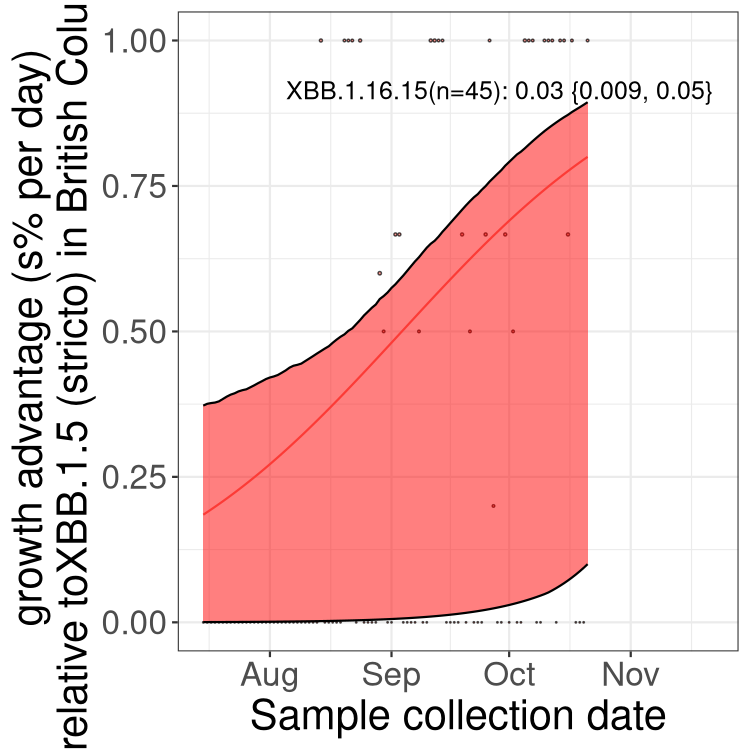 growth advantage (s% per day)
relative toXBB.1.5 (stricto) in British Colu
1.00
0.75
0.50
0.25
0.00
XBB.1.16.15(n=45): 0.03 {0.009, 0.05}
Aug Sep Oct Nov
Sample collection date